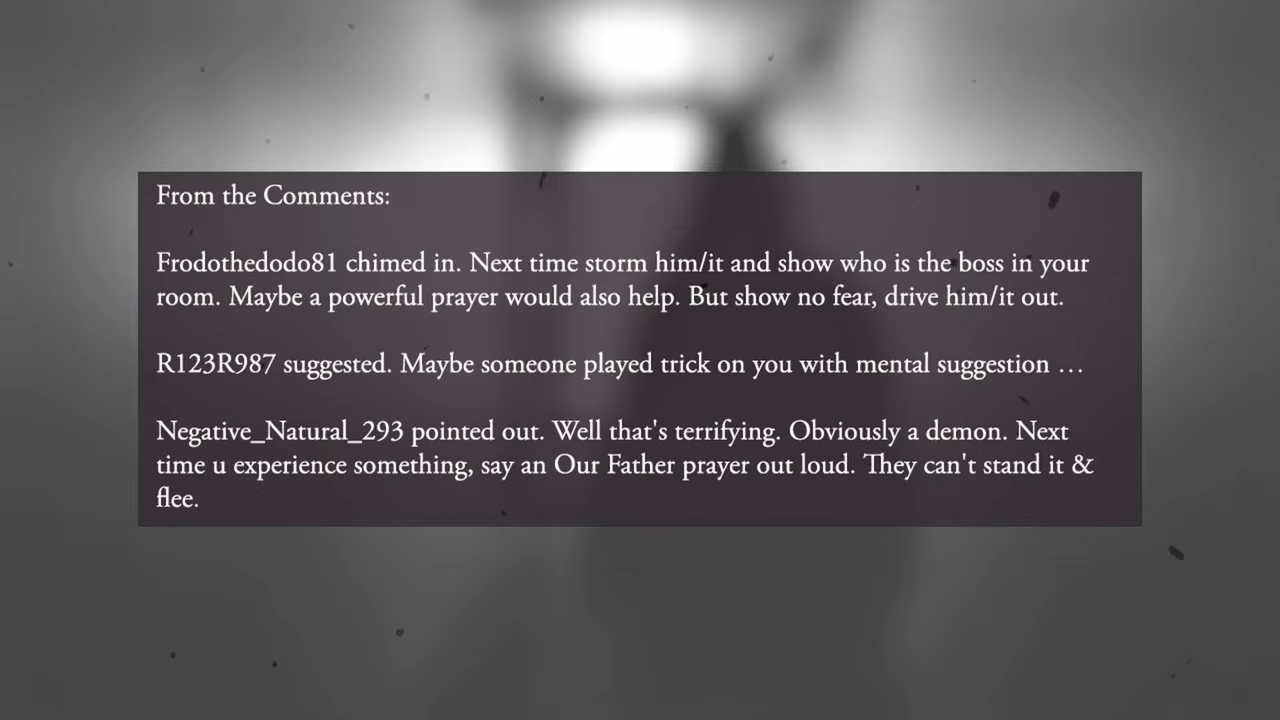 From the Comments:
Frodothedodo81 chimed in. Next time storm him/it and show who is the boss in your
room. Maybe a powerful prayer would also help. But show no fear, drive him/it out.
R123R987 suggested. Maybe someone played trick on you with mental suggestion …
Negative_Natural_293 pointed out. Well that's terrifying. Obviously a demon. Next
time u experience something, say an Our Father prayer out loud. They can't stand it &
flee.